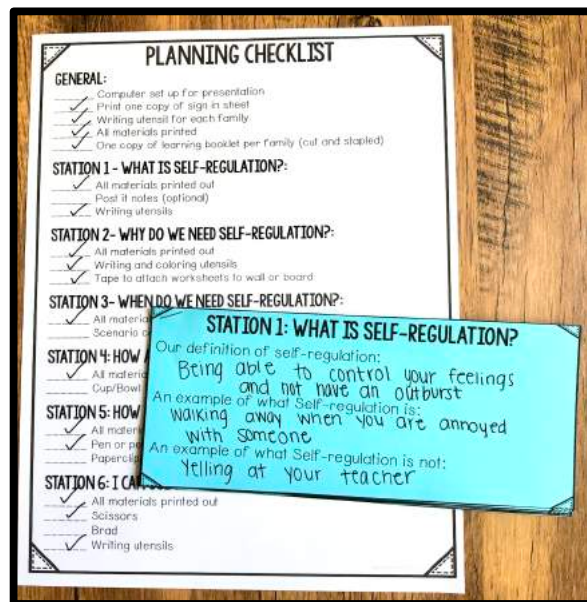 PLANNING CHECKLIST
GENERAL:
Computer set up for presentation
Print one copy of sign in sheet
Writing utensil for each family
All materials printed
One copy of learning booklet per family (cut and stapled)
STATION 1 - WHAT IS SELF-REGULATION?:
All materials printed out
Post it notes (optional)
Writing utensils
STATION 2- WHY DO WE NEED SELF-REGULATION?:
All materials printed out
Writing and coloring utensils
Tape to attach worksheets to wall or board
STATION 3- WHEN DO WE NEED SELF-REGULATION?:
All
Scenario
STATION 4: HOW
All
Cup/Bowl
STATION 5: HOW
All
Pen or
STATION 6: I
All materials printed out
Scissors
Brad
Writing utensils
STATION 1: WHAT IS SELF-REGULATION?
Our definition of self-regulation:
Being able to control your feelings
and not have an outburst
An example of what Self-regulation is:
walking away when you are annoyed
with someone
An example of what Self-regulation is not:
Yelling at your teacher